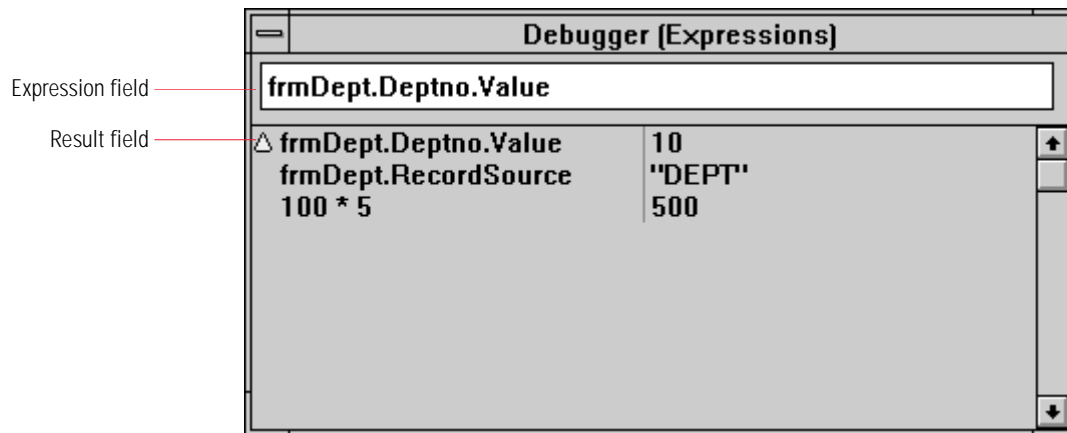 Debugger (Expressions)
Expression field
frmDept.Deptno.Value
Result field
frmDept.Deptno.Value 10
frmDept.RecordSource "DEPT"
100 * 5 500